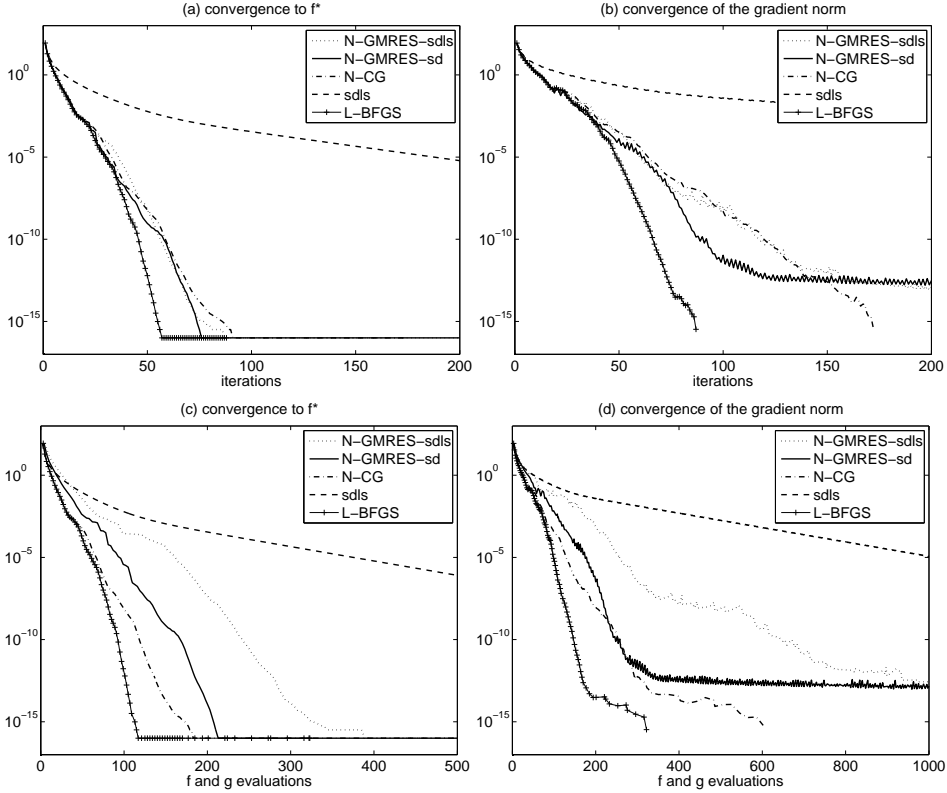 (a) convergence to f*
10^0
10^−5
10^−10
10^−15
0 50 100 150 200
iterations
N−GMRES−sdls
N−GMRES−sd
N−CG
sdls
L−BFGS
(b) convergence of the gradient norm
10^0
10^−5
10^−10
10^−15
0 50 100 150 200
iterations
N−GMRES−sdls
N−GMRES−sd
N−CG
sdls
L−BFGS
(c) convergence to f*
10^0
10^−5
10^−10
10^−15
0 100 200 300 400 500
f and g evaluations
N−GMRES−sdls
N−GMRES−sd
N−CG
sdls
L−BFGS
(d) convergence of the gradient norm
10^0
10^−5
10^−10
10^−15
0 200 400 600 800 1000
f and g evaluations
N−GMRES−sdls
N−GMRES−sd
N−CG
sdls
L−BFGS